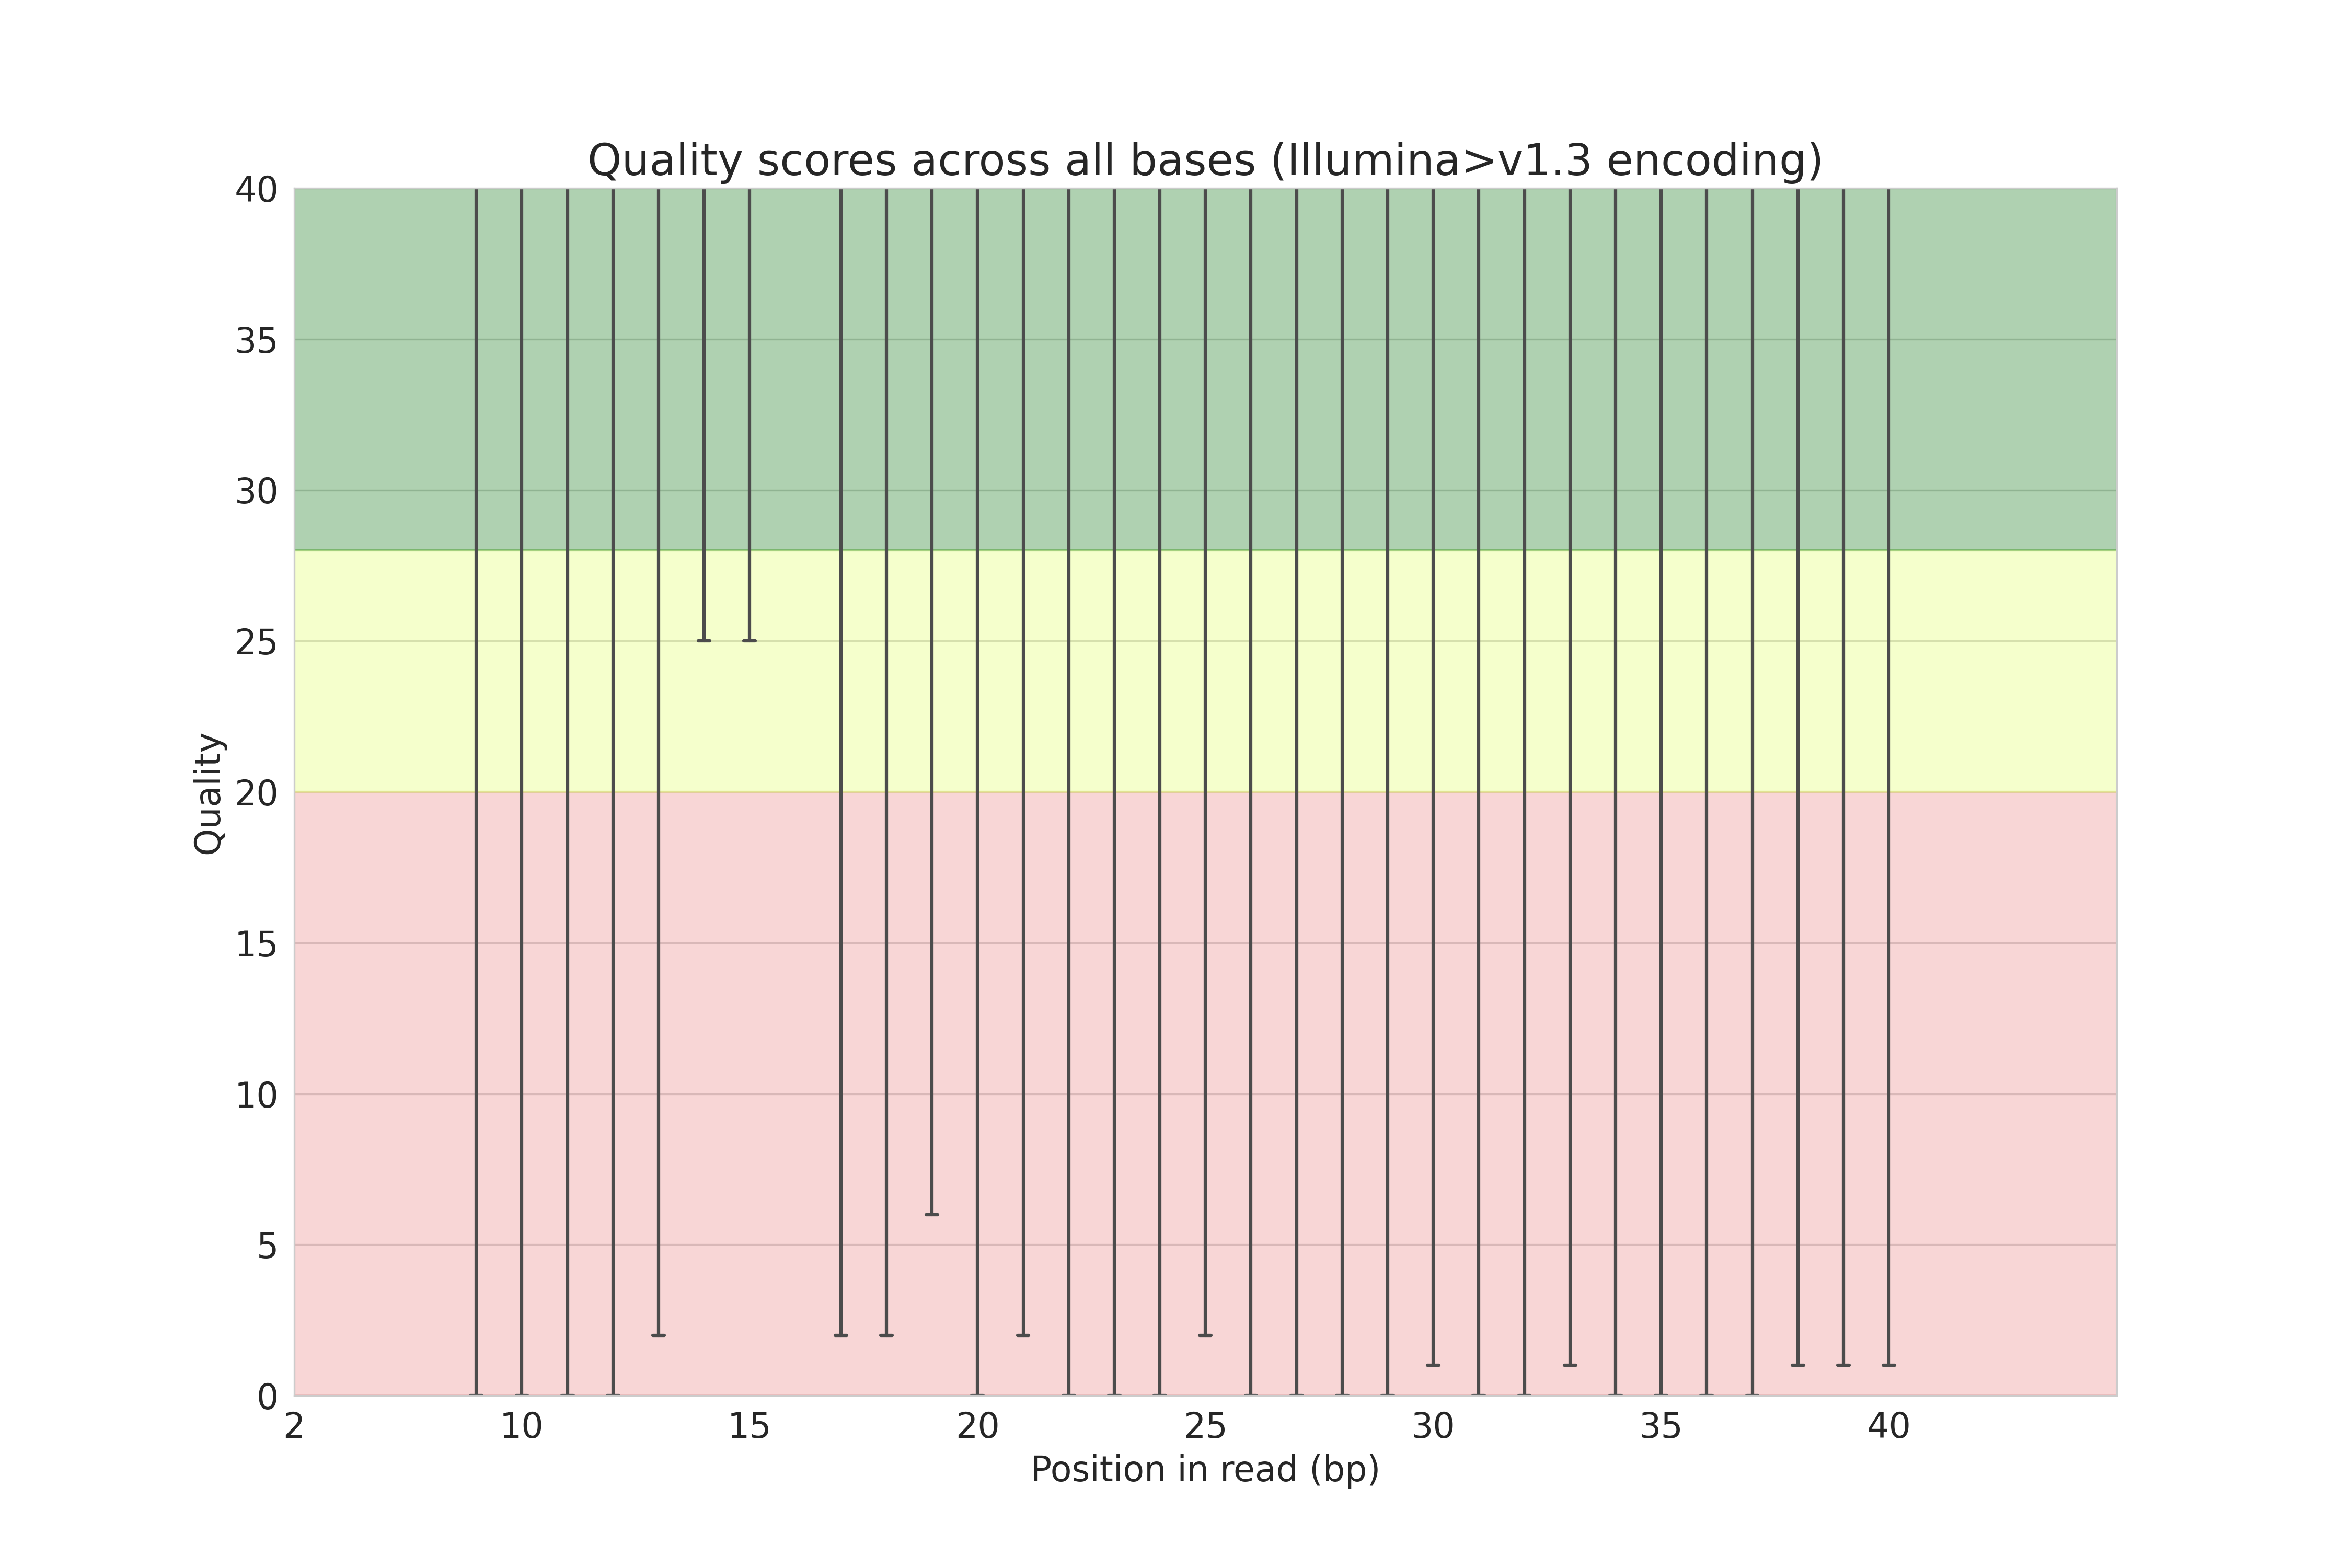 Quality scores across all bases (Illumina>v1.3 encoding)
40
35
30
25
20
15
10
5
0
Quality
2 10 15 20 25 30 35 40
Position in read (bp)